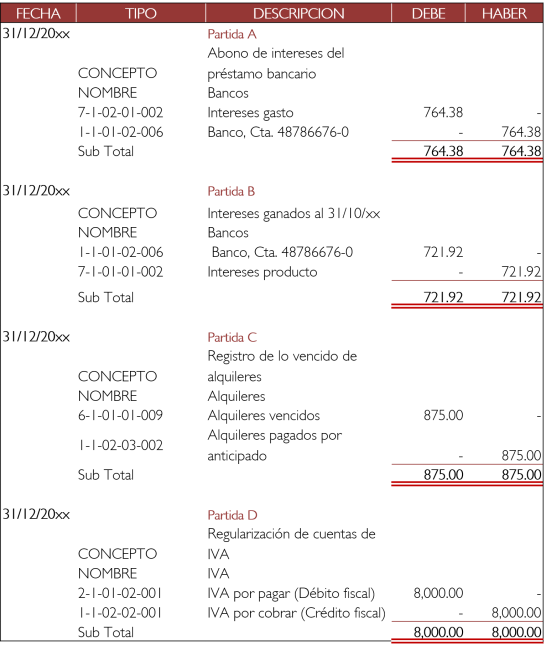 FECHA TIPO DESCRIPCION DEBE HABER
31/12/20xx Partida A
Abono de intereses del
CONCEPTO préstamo bancario
NOMBRE Bancos
7-1-02-01-002 Intereses gasto 764.38 -
1-1-01-02-006 Banco, Cta. 48786676-0 - 764.38
Sub Total 764.38 764.38
31/12/20xx Partida B
CONCEPTO Intereses ganados al 31/10/xx
NOMBRE Bancos
1-1-01-02-006 Banco, Cta. 48786676-0 721.92 -
7-1-01-01-002 Intereses producto - 721.92
Sub Total 721.92 721.92
31/12/20xx Partida C
Registro de lo vencido de
CONCEPTO alquileres
NOMBRE Alquileres
6-1-01-01-009 Alquileres vencidos 875.00 -
Alquileres pagados por
1-1-02-03-002
anticipado - 875.00
Sub Total 875.00 875.00
31/12/20xx Partida D
Regularización de cuentas de
CONCEPTO IVA
NOMBRE IVA
2-1-01-02-001 IVA por pagar (Débito fiscal) 8,000.00 -
1-1-02-02-001 IVA por cobrar (Crédito fiscal) - 8,000.00
Sub Total 8,000.00 8,000.00